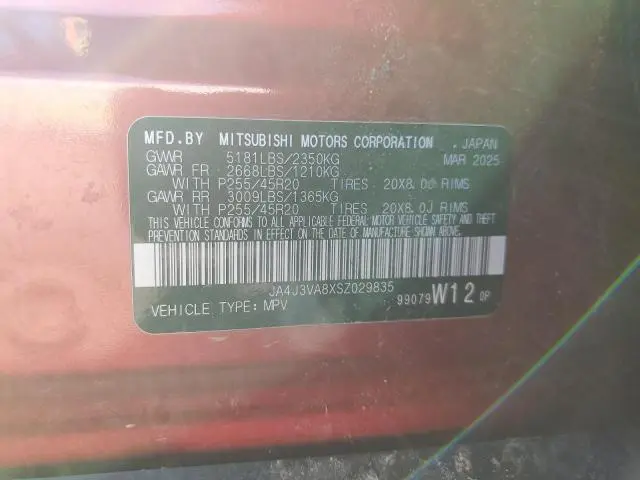 MFD.BY MITSUBISHI MOTORS CORPORATION , JAPAN
GVWR 5181LBS/2350KG MAR 2025
GAWR FR 2668LBS/1210KG
WITH P255/45R20 TIRES 20X8.0J RIMS
GAWR RR 3009LBS/1365KG
WITH P255/45R20 TIRES 20X8.0J RIMS
THIS VEHICLE CONFORMS TO ALL APPLICABLE FEDERAL MOTOR VEHICLE SAFETY AND THEFT
PREVENTION STANDARDS IN EFFECT ON THE DATE OF MANUFACTURE SHOWN ABOVE.
JA4J3VA8XSZ029835
VEHICLE TYPE: MPV 99079 W12 0P